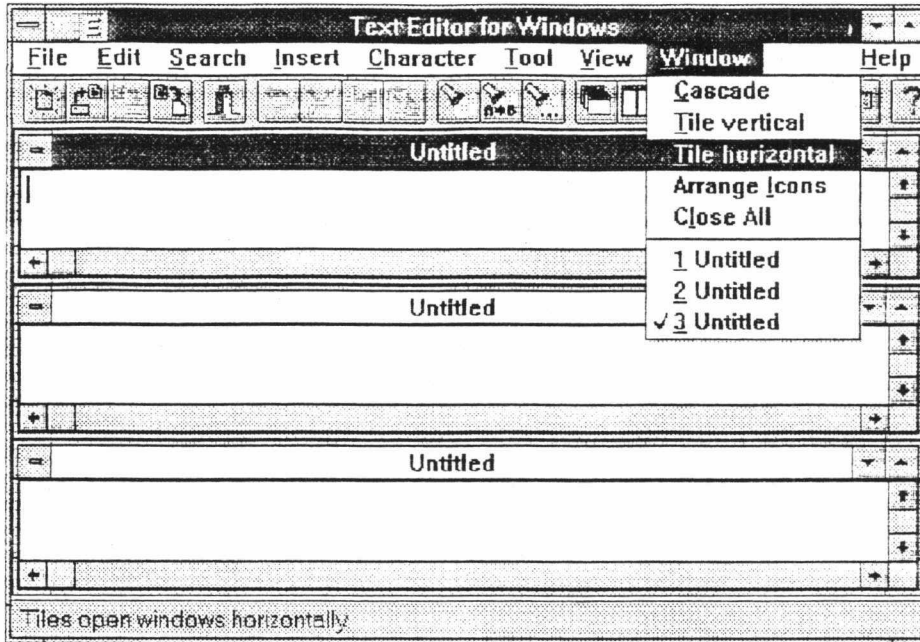 Text Editor for Windows
File Edit Search Insert Character Tool View Window Help
A→B
Cascade
Tile vertical
Untitled
Tile horizontal
Arrange Icons
Close All
1 Untitled
2 Untitled
✓ 3 Untitled
Untitled
Untitled
Tiles open windows horizontally